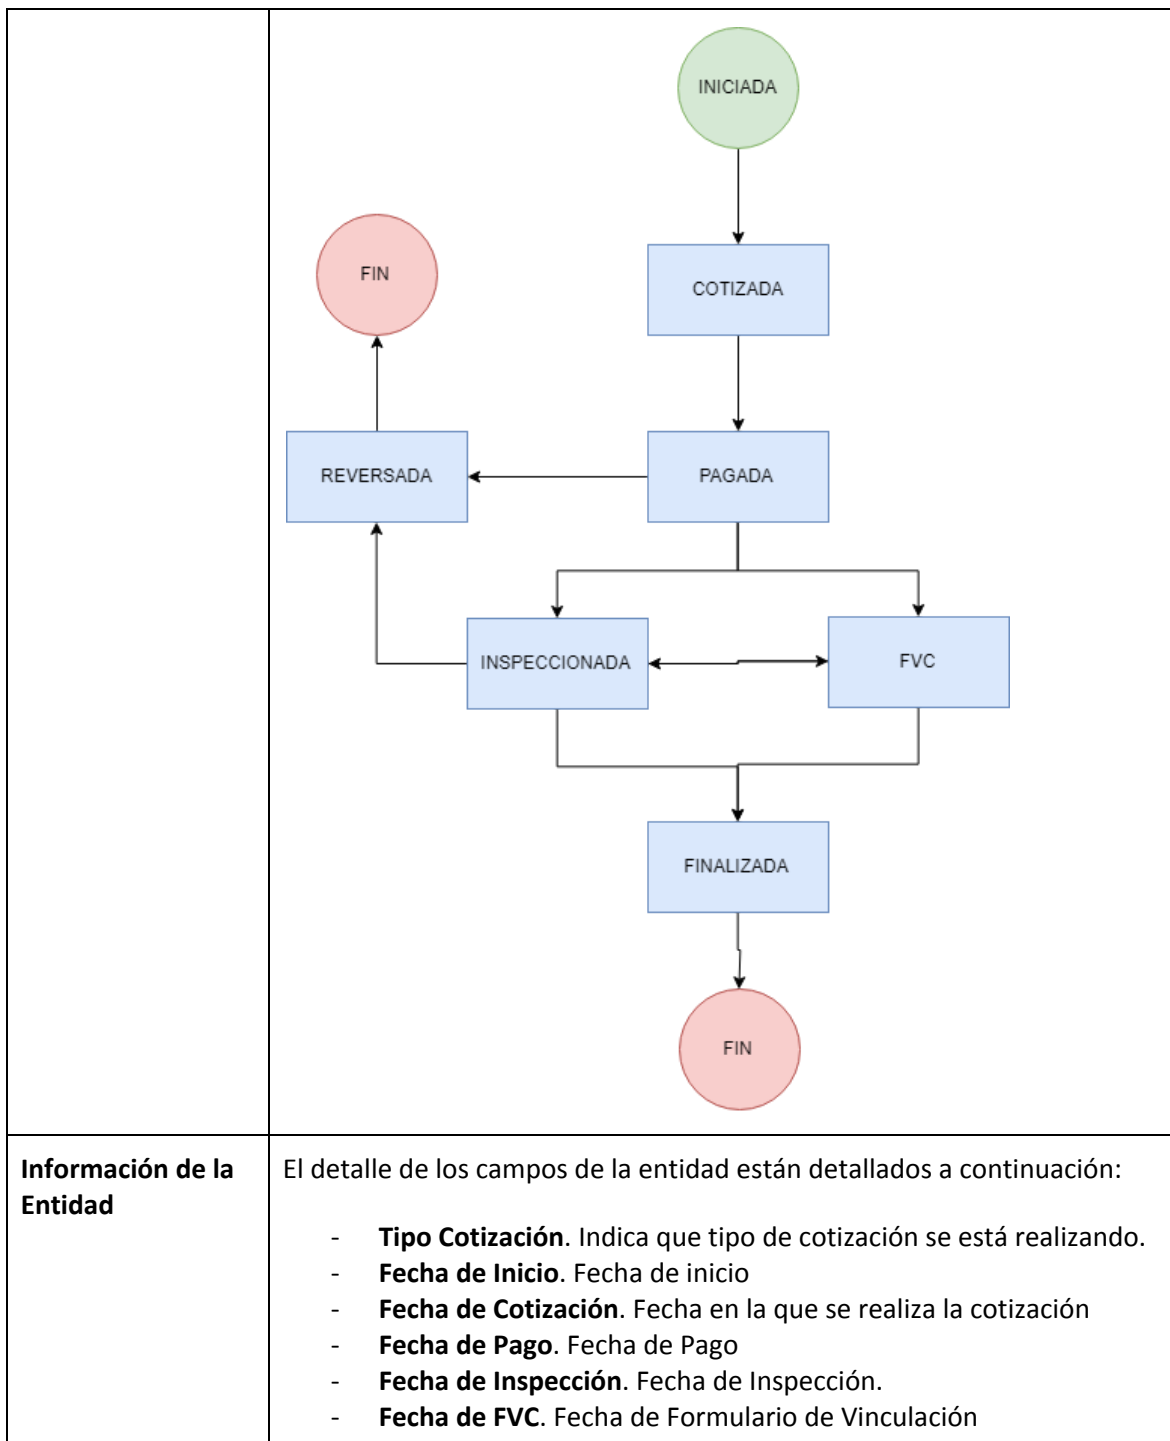 INICIADA
FIN
COTIZADA
REVERSADA
PAGADA
INSPECCIONADA
FVC
FINALIZADA
FIN
Información de la
Entidad
El detalle de los campos de la entidad están detallados a continuación:
- Tipo Cotización. Indica que tipo de cotización se está realizando.
- Fecha de Inicio. Fecha de inicio
- Fecha de Cotización. Fecha en la que se realiza la cotización
- Fecha de Pago. Fecha de Pago
- Fecha de Inspección. Fecha de Inspección.
- Fecha de FVC. Fecha de Formulario de Vinculación